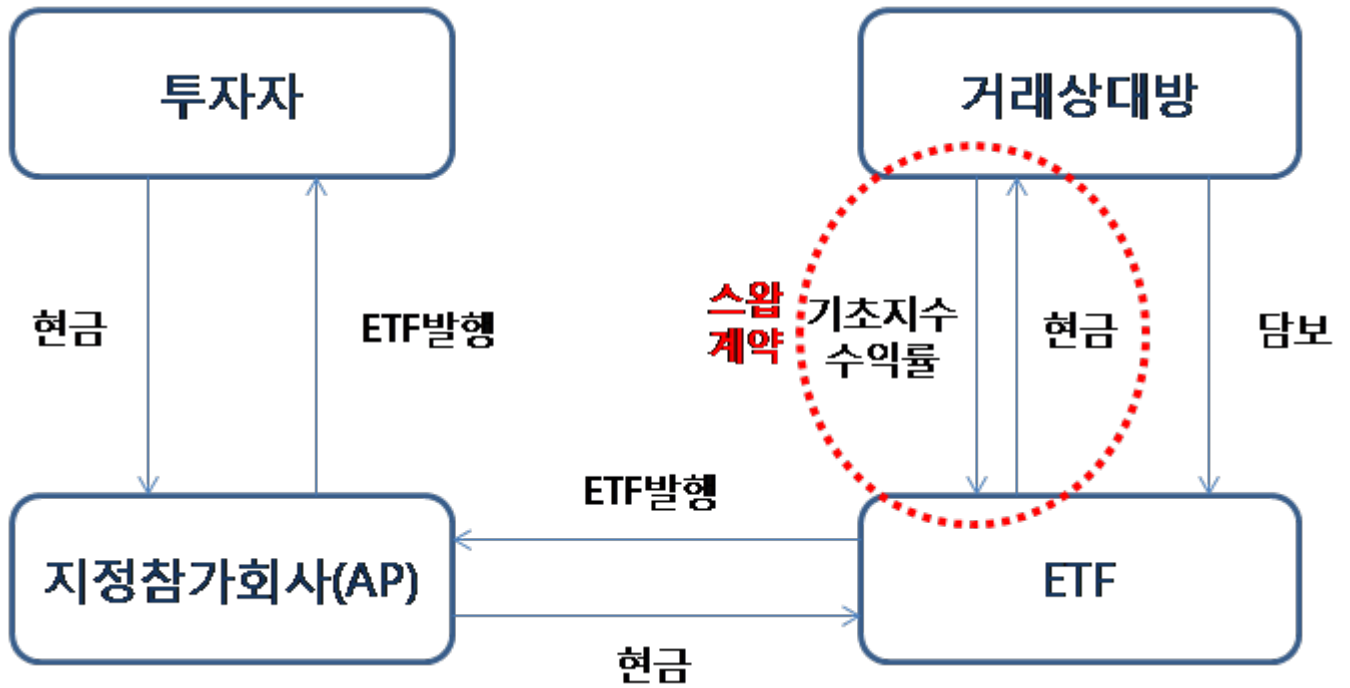 투자자
거래상대방
현금
ETF발행
스왑
계약
기초지수
수익률
현금
담보
ETF발행
지정참가회사(AP)
ETF
현금